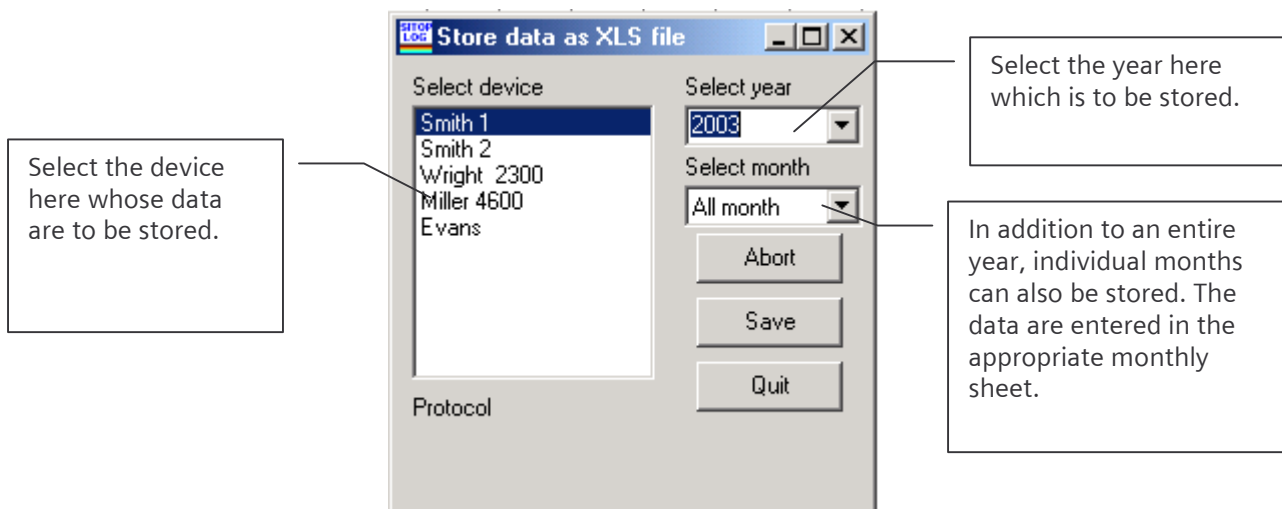 SITOP
LOG
Store data as XLS file
Select device
Smith 1
Smith 2
Wright  2300
Miller 4600
Evans
Protocol
Select year
2003
Select month
All month
Abort
Save
Quit
Select the device
here whose data
are to be stored.
Select the year here
which is to be stored.
In addition to an entire
year, individual months
can also be stored. The
data are entered in the
appropriate monthly
sheet.